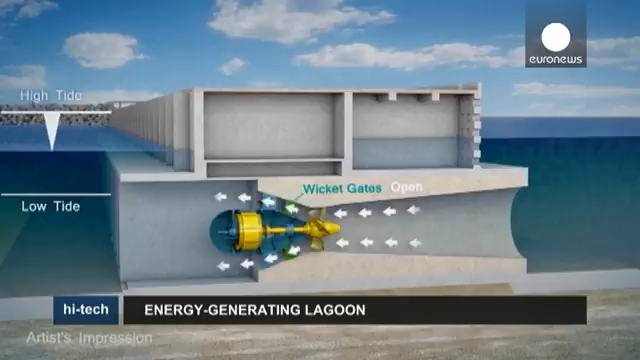 euronews
High Tide
Wicket Gates Open
Low Tide
hi-tech
ENERGY-GENERATING LAGOON
Artist's Impression